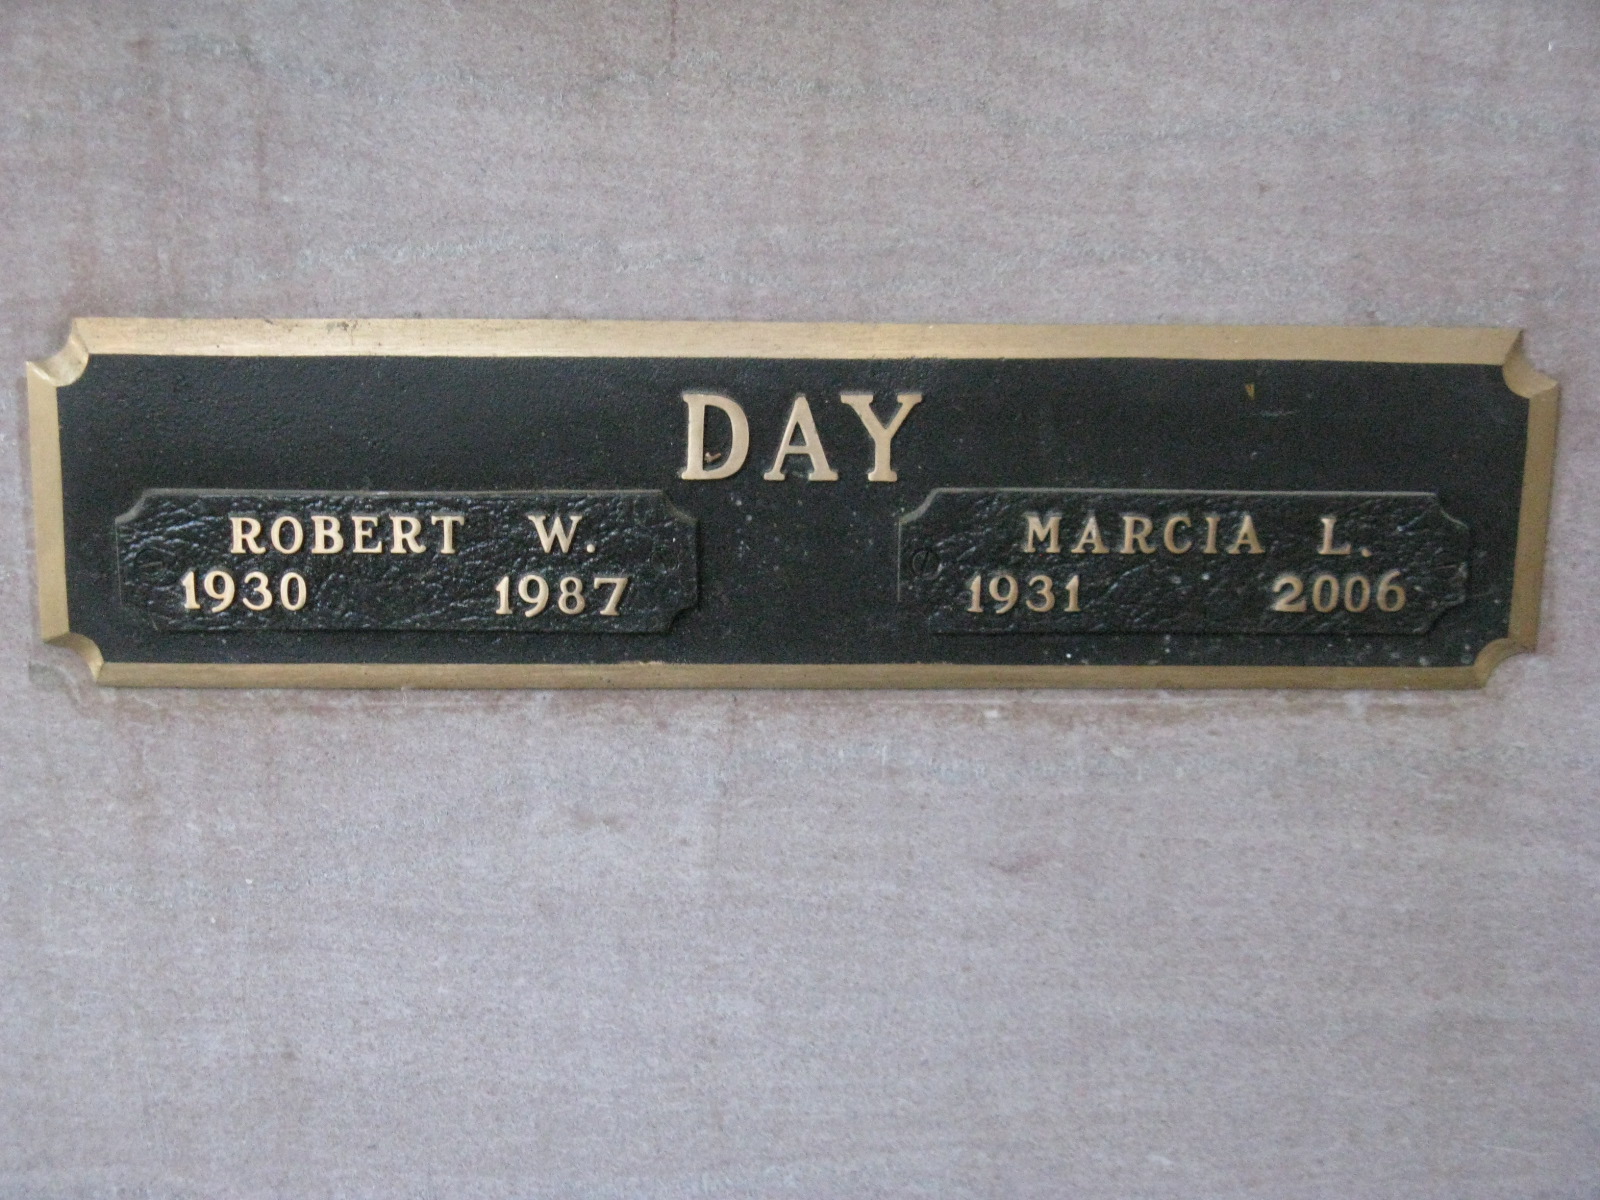 DAY
ROBERT W.
1930 1987
MARCIA L.
1931 2006